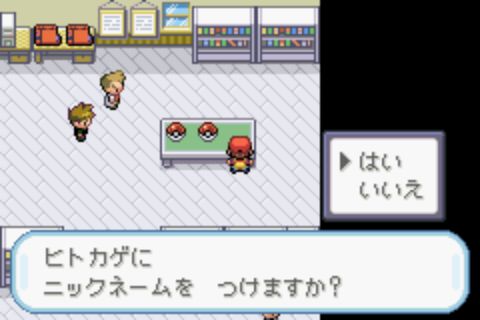 はい
いいえ
ヒトカゲに
ニックネームを　つけますか？